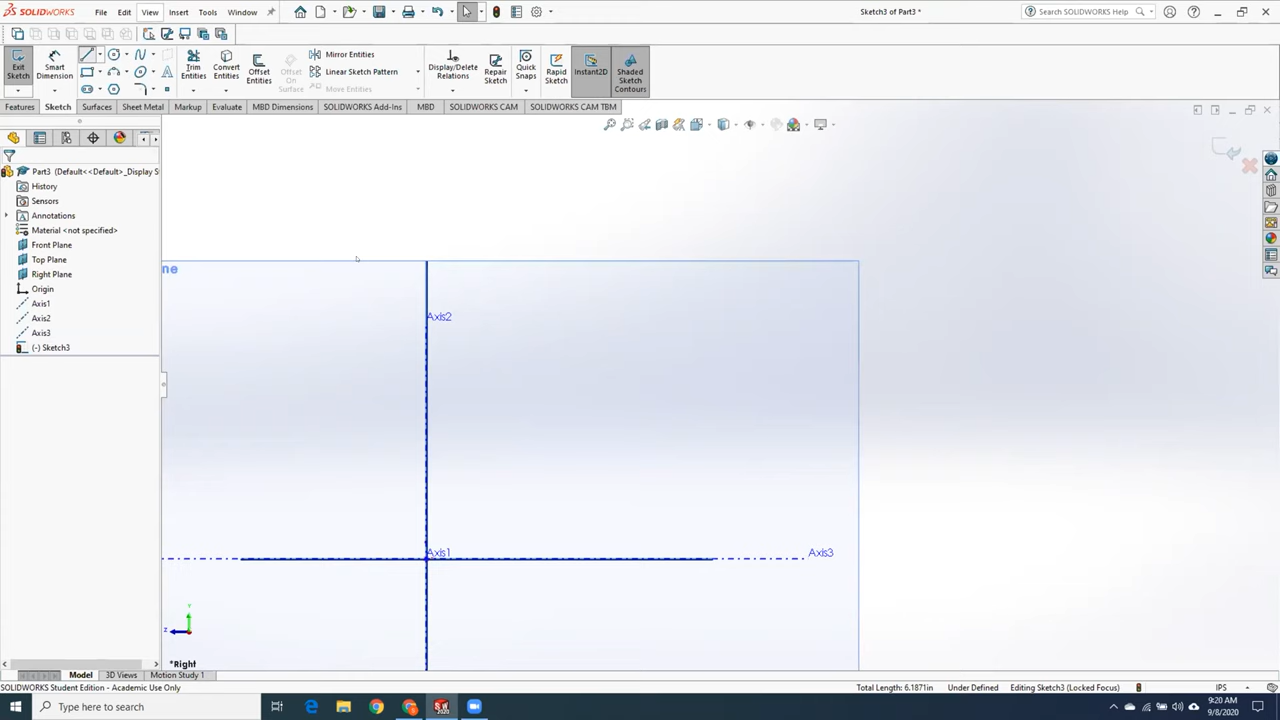 SOLIDWORKS File Edit View Insert Tools Window Sketch3 of Part3 * Search SOLIDWORKS Help
Exit Sketch
Smart Dimension
Trim Entities
Convert Entities
Offset Entities
Offset On Surface
Mirror Entities
Linear Sketch Pattern
Move Entities
Display/Delete Relations
Repair Sketch
Quick Snaps
Rapid Sketch
Instant2D
Shaded Sketch Contours
Features Sketch Surfaces Sheet Metal Markup Evaluate MBD Dimensions SOLIDWORKS Add-Ins MBD SOLIDWORKS CAM SOLIDWORKS CAM TBM
Part3 (Default<<Default>_Display S
History
Sensors
Annotations
Material <not specified>
Front Plane
Top Plane
Right Plane
Origin
Axis1
Axis2
Axis3
(-) Sketch3
ne
Axis2
Axis1
Axis3
Y
Z
*Right
Model 3D Views Motion Study 1
SOLIDWORKS Student Edition - Academic Use Only Total Length: 6.1871in Under Defined Editing Sketch3 (Locked Focus) IPS
Type here to search
9:20 AM
9/8/2020